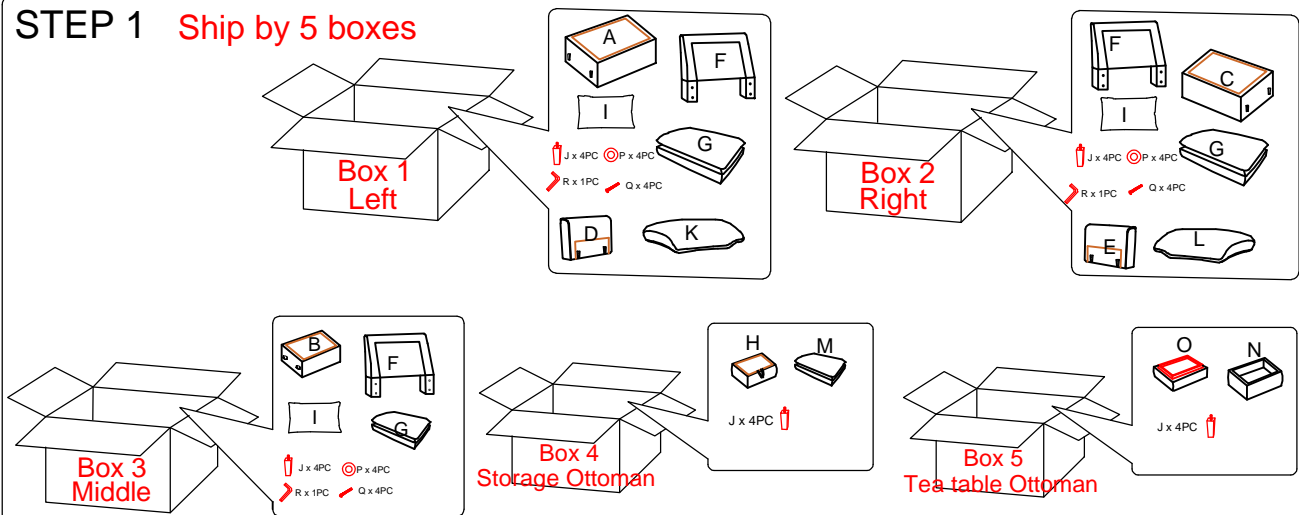 STEP 1 Ship by 5 boxes
A
F
I
G
J x 4PC P x 4PC
R x 1PC Q x 4PC
D
K
Box 1
Left
F
C
I
G
J x 4PC P x 4PC
R x 1PC Q x 4PC
E
L
Box 2
Right
B
F
I
G
J x 4PC P x 4PC
R x 1PC Q x 4PC
Box 3
Middle
H
M
J x 4PC
Box 4
Storage Ottoman
O
N
J x 4PC
Box 5
Tea table Ottoman